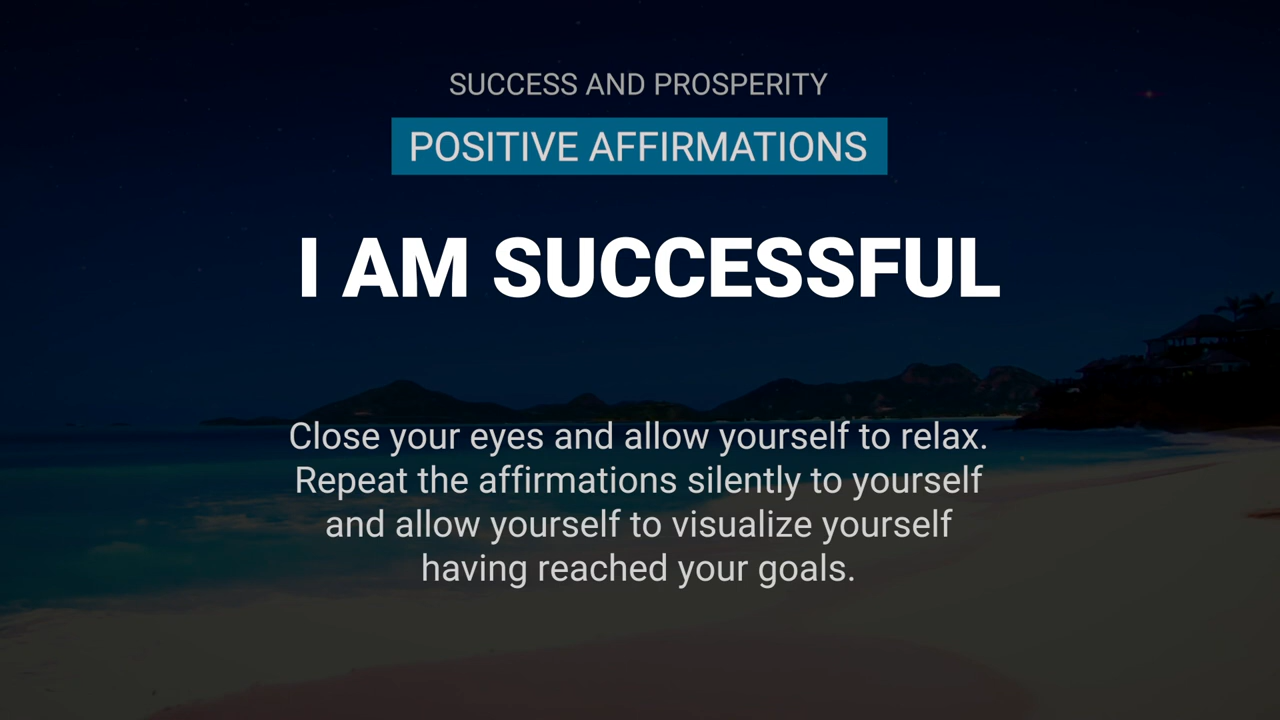 SUCCESS AND PROSPERITY
POSITIVE AFFIRMATIONS
I AM SUCCESSFUL
Close your eyes and allow yourself to relax.
Repeat the affirmations silently to yourself
and allow yourself to visualize yourself
having reached your goals.